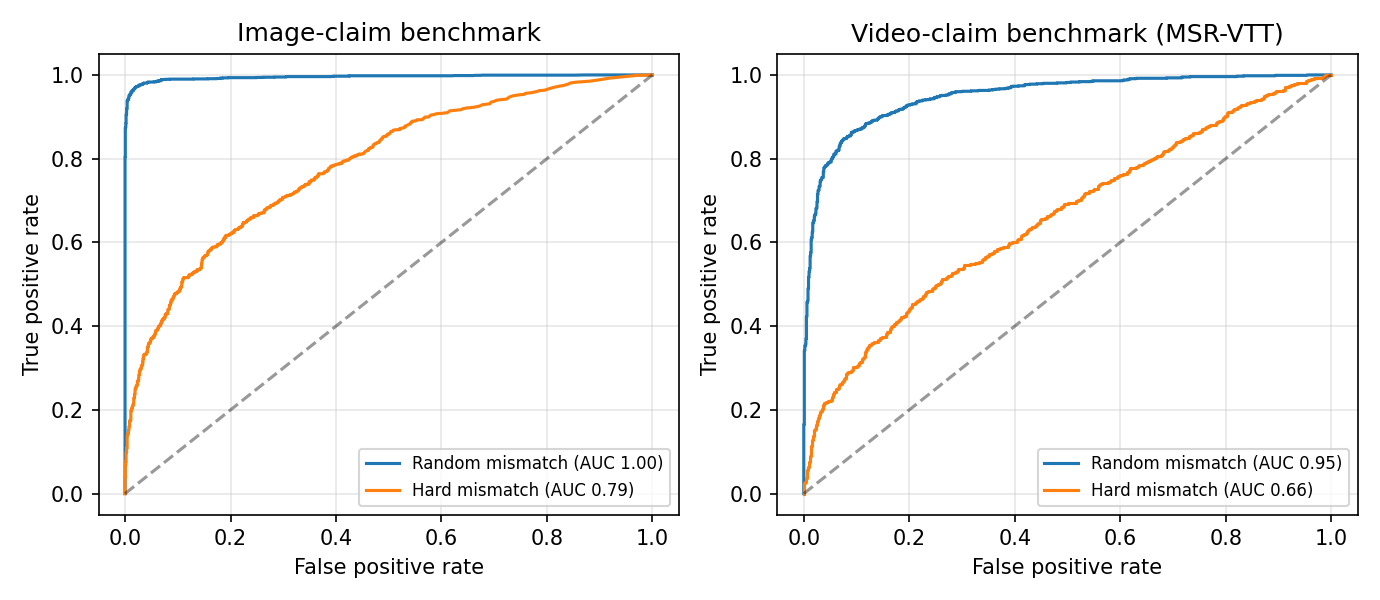 Image-claim benchmark
True positive rate
1.0
0.8
0.6
0.4
0.2
0.0
Random mismatch (AUC 1.00)
Hard mismatch (AUC 0.79)
0.0 0.2 0.4 0.6 0.8 1.0
False positive rate
Video-claim benchmark (MSR-VTT)
True positive rate
1.0
0.8
0.6
0.4
0.2
0.0
Random mismatch (AUC 0.95)
Hard mismatch (AUC 0.66)
0.0 0.2 0.4 0.6 0.8 1.0
False positive rate